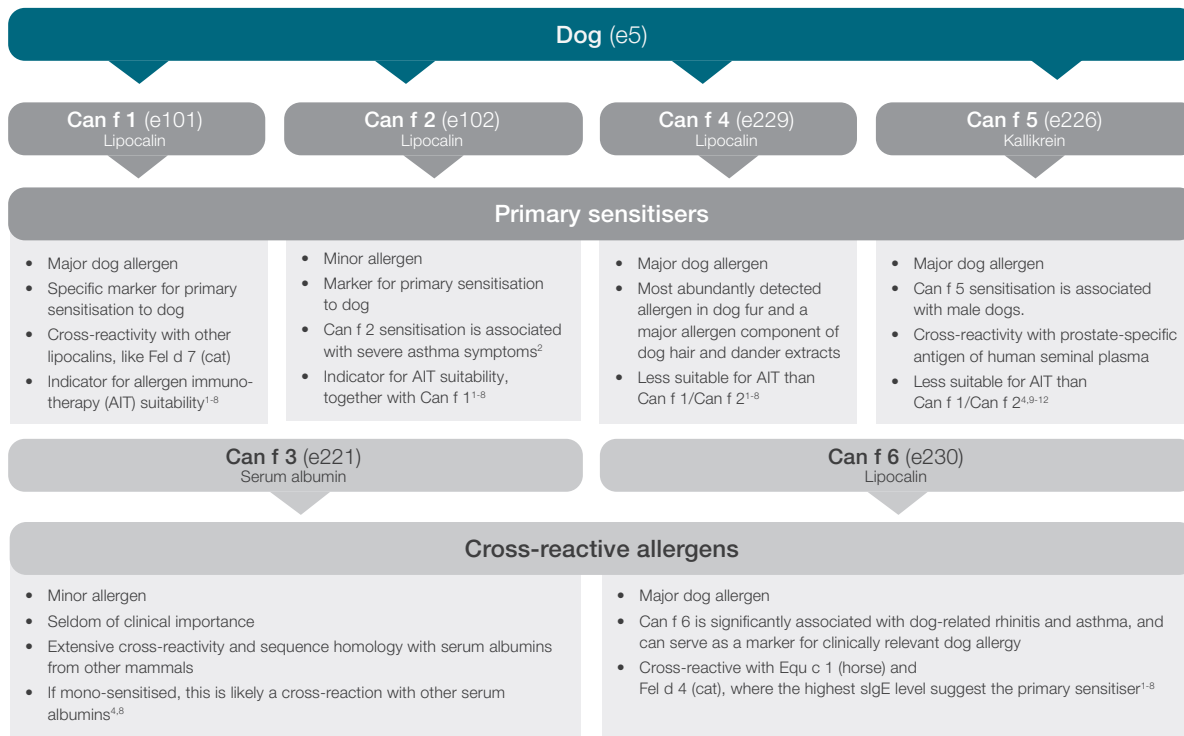 Dog (e5)
Can f 1 (e101)
Lipocalin
Can f 2 (e102)
Lipocalin
Can f 4 (e229)
Lipocalin
Can f 5 (e226)
Kallikrein
Primary sensitisers
• Major dog allergen
• Specific marker for primary
sensitisation to dog
• Cross-reactivity with other
lipocalins, like Fel d 7 (cat)
• Indicator for allergen immuno-
therapy (AIT) suitability1-8
• Minor allergen
• Marker for primary sensitisation
to dog
• Can f 2 sensitisation is associated
with severe asthma symptoms2
• Indicator for AIT suitability,
together with Can f 11-8
• Major dog allergen
• Most abundantly detected
allergen in dog fur and a
major allergen component of
dog hair and dander extracts
• Less suitable for AIT than
Can f 1/Can f 21-8
• Major dog allergen
• Can f 5 sensitisation is associated
with male dogs.
• Cross-reactivity with prostate-specific
antigen of human seminal plasma
• Less suitable for AIT than
Can f 1/Can f 24,9-12
Can f 3 (e221)
Serum albumin
Can f 6 (e230)
Lipocalin
Cross-reactive allergens
• Minor allergen
• Seldom of clinical importance
• Extensive cross-reactivity and sequence homology with serum albumins
from other mammals
• If mono-sensitised, this is likely a cross-reaction with other serum
albumins4,8
• Major dog allergen
• Can f 6 is significantly associated with dog-related rhinitis and asthma, and
can serve as a marker for clinically relevant dog allergy
• Cross-reactive with Equ c 1 (horse) and
Fel d 4 (cat), where the highest sIgE level suggest the primary sensitiser1-8